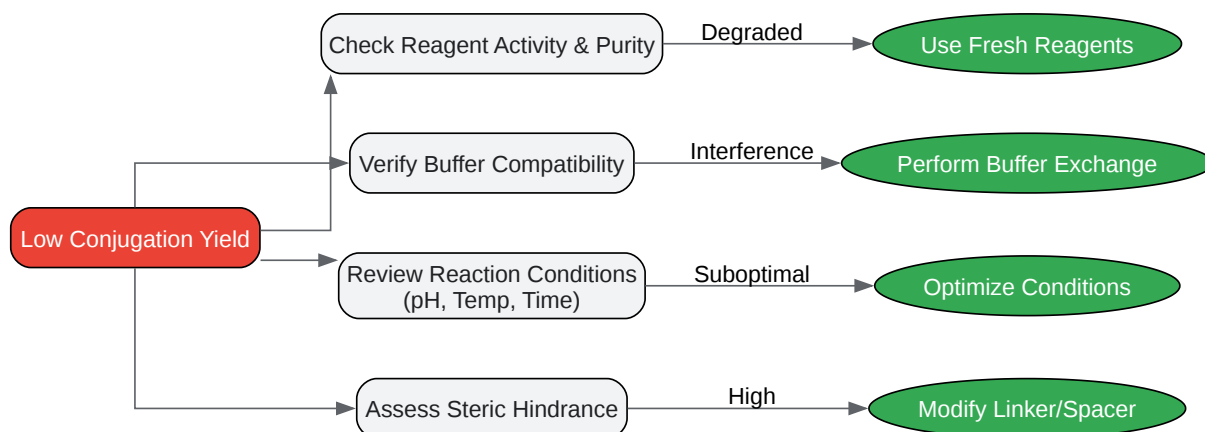 Check Reagent Activity & Purity
Degraded
Use Fresh Reagents
Verify Buffer Compatibility
Interference
Perform Buffer Exchange
Low Conjugation Yield
Review Reaction Conditions
(pH, Temp, Time)
Suboptimal
Optimize Conditions
Assess Steric Hindrance
High
Modify Linker/Spacer